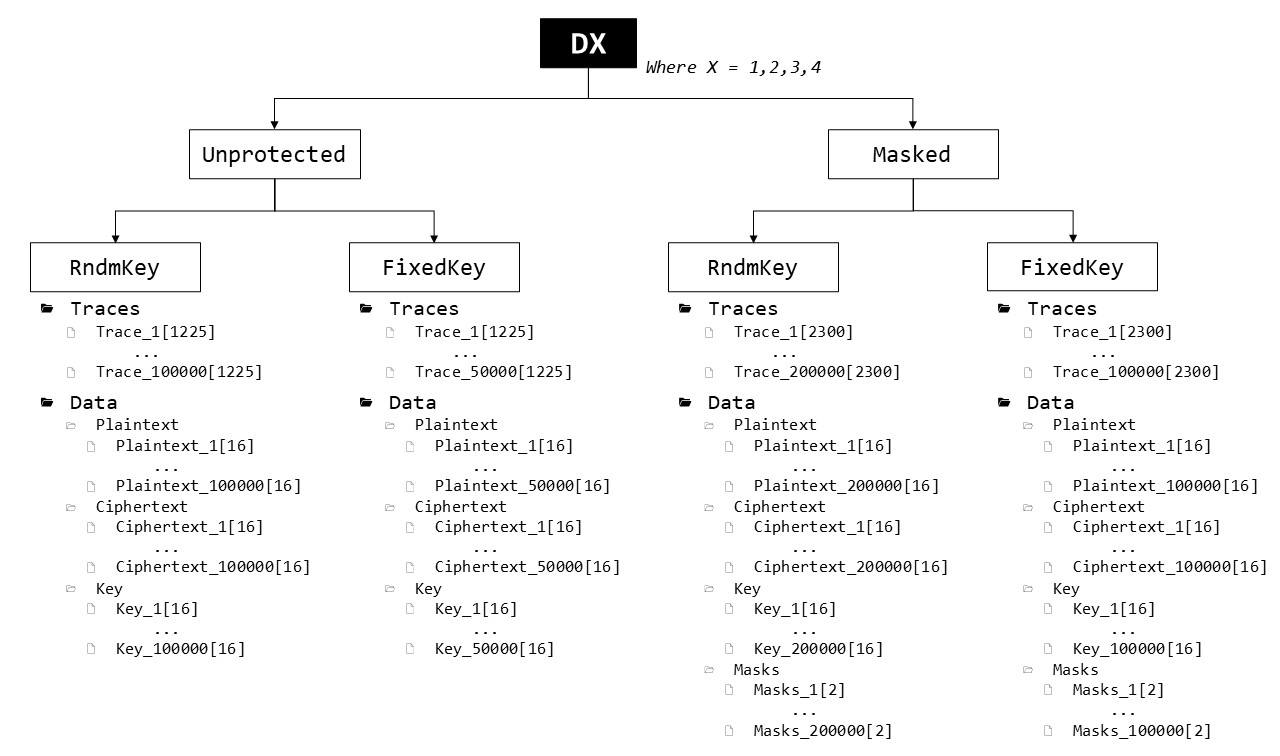 DX
Where X = 1,2,3,4
Unprotected
Masked
RndmKey
Traces
Trace_1[1225]
...
Trace_100000[1225]
Data
Plaintext
Plaintext_1[16]
...
Plaintext_100000[16]
Ciphertext
Ciphertext_1[16]
...
Ciphertext_100000[16]
Key
Key_1[16]
...
Key_100000[16]
FixedKey
Traces
Trace_1[1225]
...
Trace_50000[1225]
Data
Plaintext
Plaintext_1[16]
...
Plaintext_50000[16]
Ciphertext
Ciphertext_1[16]
...
Ciphertext_50000[16]
Key
Key_1[16]
...
Key_50000[16]
RndmKey
Traces
Trace_1[2300]
...
Trace_200000[2300]
Data
Plaintext
Plaintext_1[16]
...
Plaintext_200000[16]
Ciphertext
Ciphertext_1[16]
...
Ciphertext_200000[16]
Key
Key_1[16]
...
Key_200000[16]
Masks
Masks_1[2]
...
Masks_200000[2]
FixedKey
Traces
Trace_1[2300]
...
Trace_100000[2300]
Data
Plaintext
Plaintext_1[16]
...
Plaintext_100000[16]
Ciphertext
Ciphertext_1[16]
...
Ciphertext_100000[16]
Key
Key_1[16]
...
Key_100000[16]
Masks
Masks_1[2]
...
Masks_100000[2]